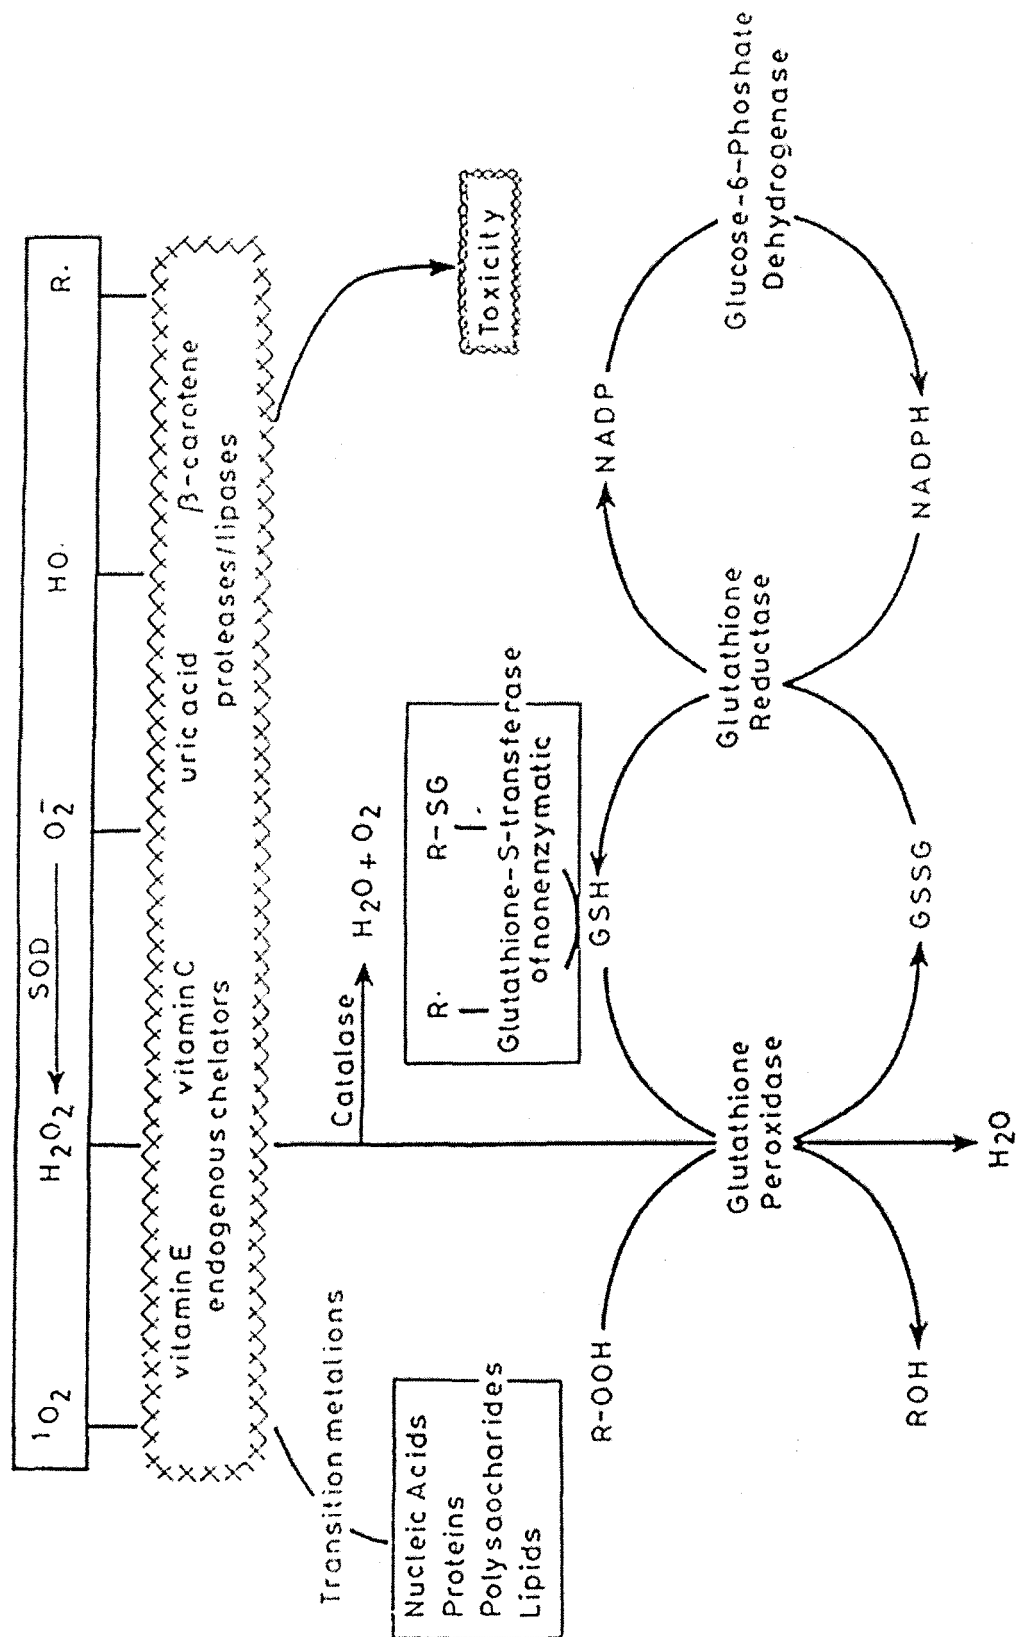 ¹O₂
H₂O₂
SOD
O₂⁻
HO·
R·
vitamin E
vitamin C
uric acid
β-carotene
endogenous chelators
proteases/lipases
Transition metal ions
Toxicity
Nucleic Acids
Proteins
Polysaocharides
Lipids
Catalase
H₂O + O₂
R·
R-SG
Glutathione-S-transferase
of nonenzymatic
R-OOH
GSH
NADP
Glutathione
Peroxidase
Glutathione
Reductase
Glucose-6-Phoshate
Dehydrogenase
ROH
GSSG
NADPH
H₂O